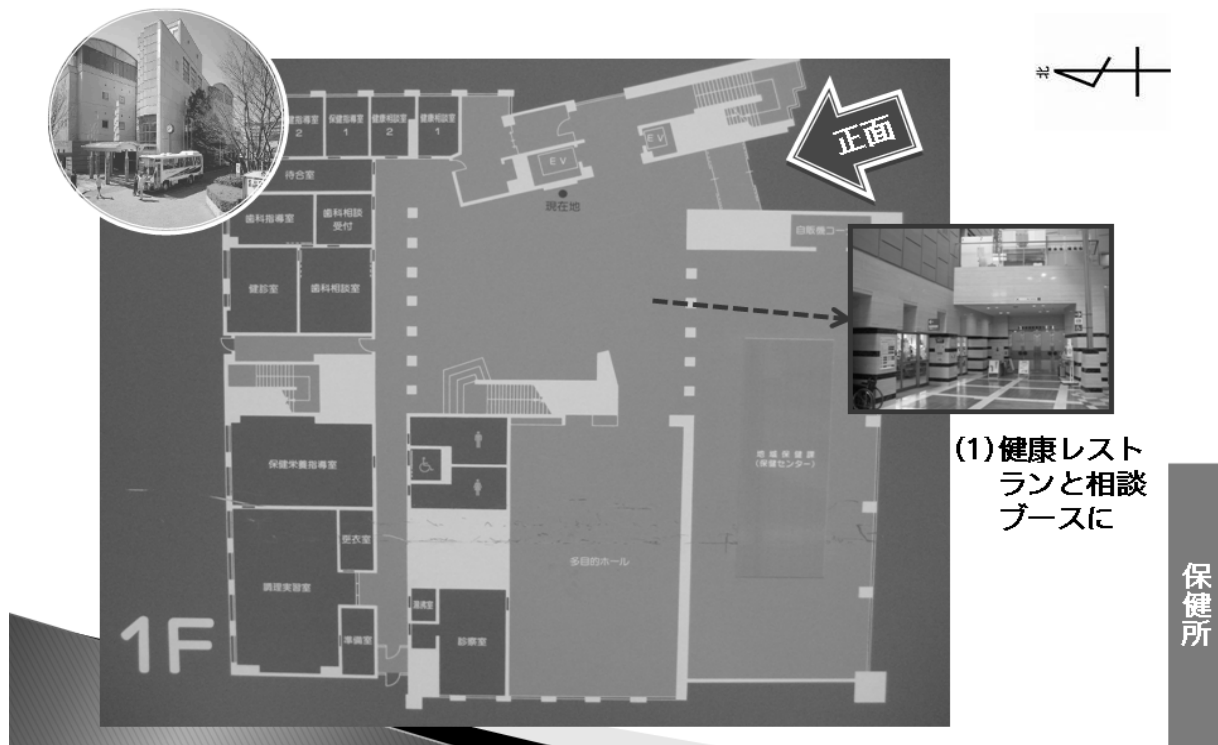 北
正面
健指導室
2
保健指導室
1
健康相談室
2
健康相談室
1
EV
EV
現在地
待合室
歯科指導室
歯科相談
受付
自販機コー
健診室
歯科相談室
地域保健課
(保健センター)
保健栄養指導室
更衣室
調理実習室
多目的ホール
準備室
診察室
1F
(1)健康レスト
ランと相談
ブースに
保健所